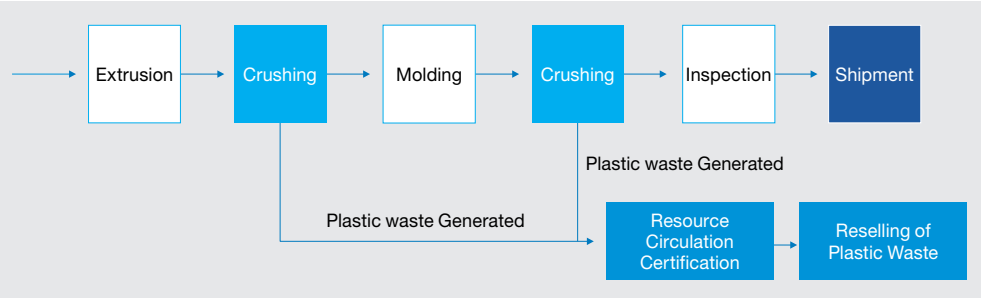 Extrusion
Crushing
Molding
Crushing
Inspection
Shipment
Plastic waste Generated
Plastic waste Generated
Resource
Circulation
Certification
Reselling of
Plastic Waste